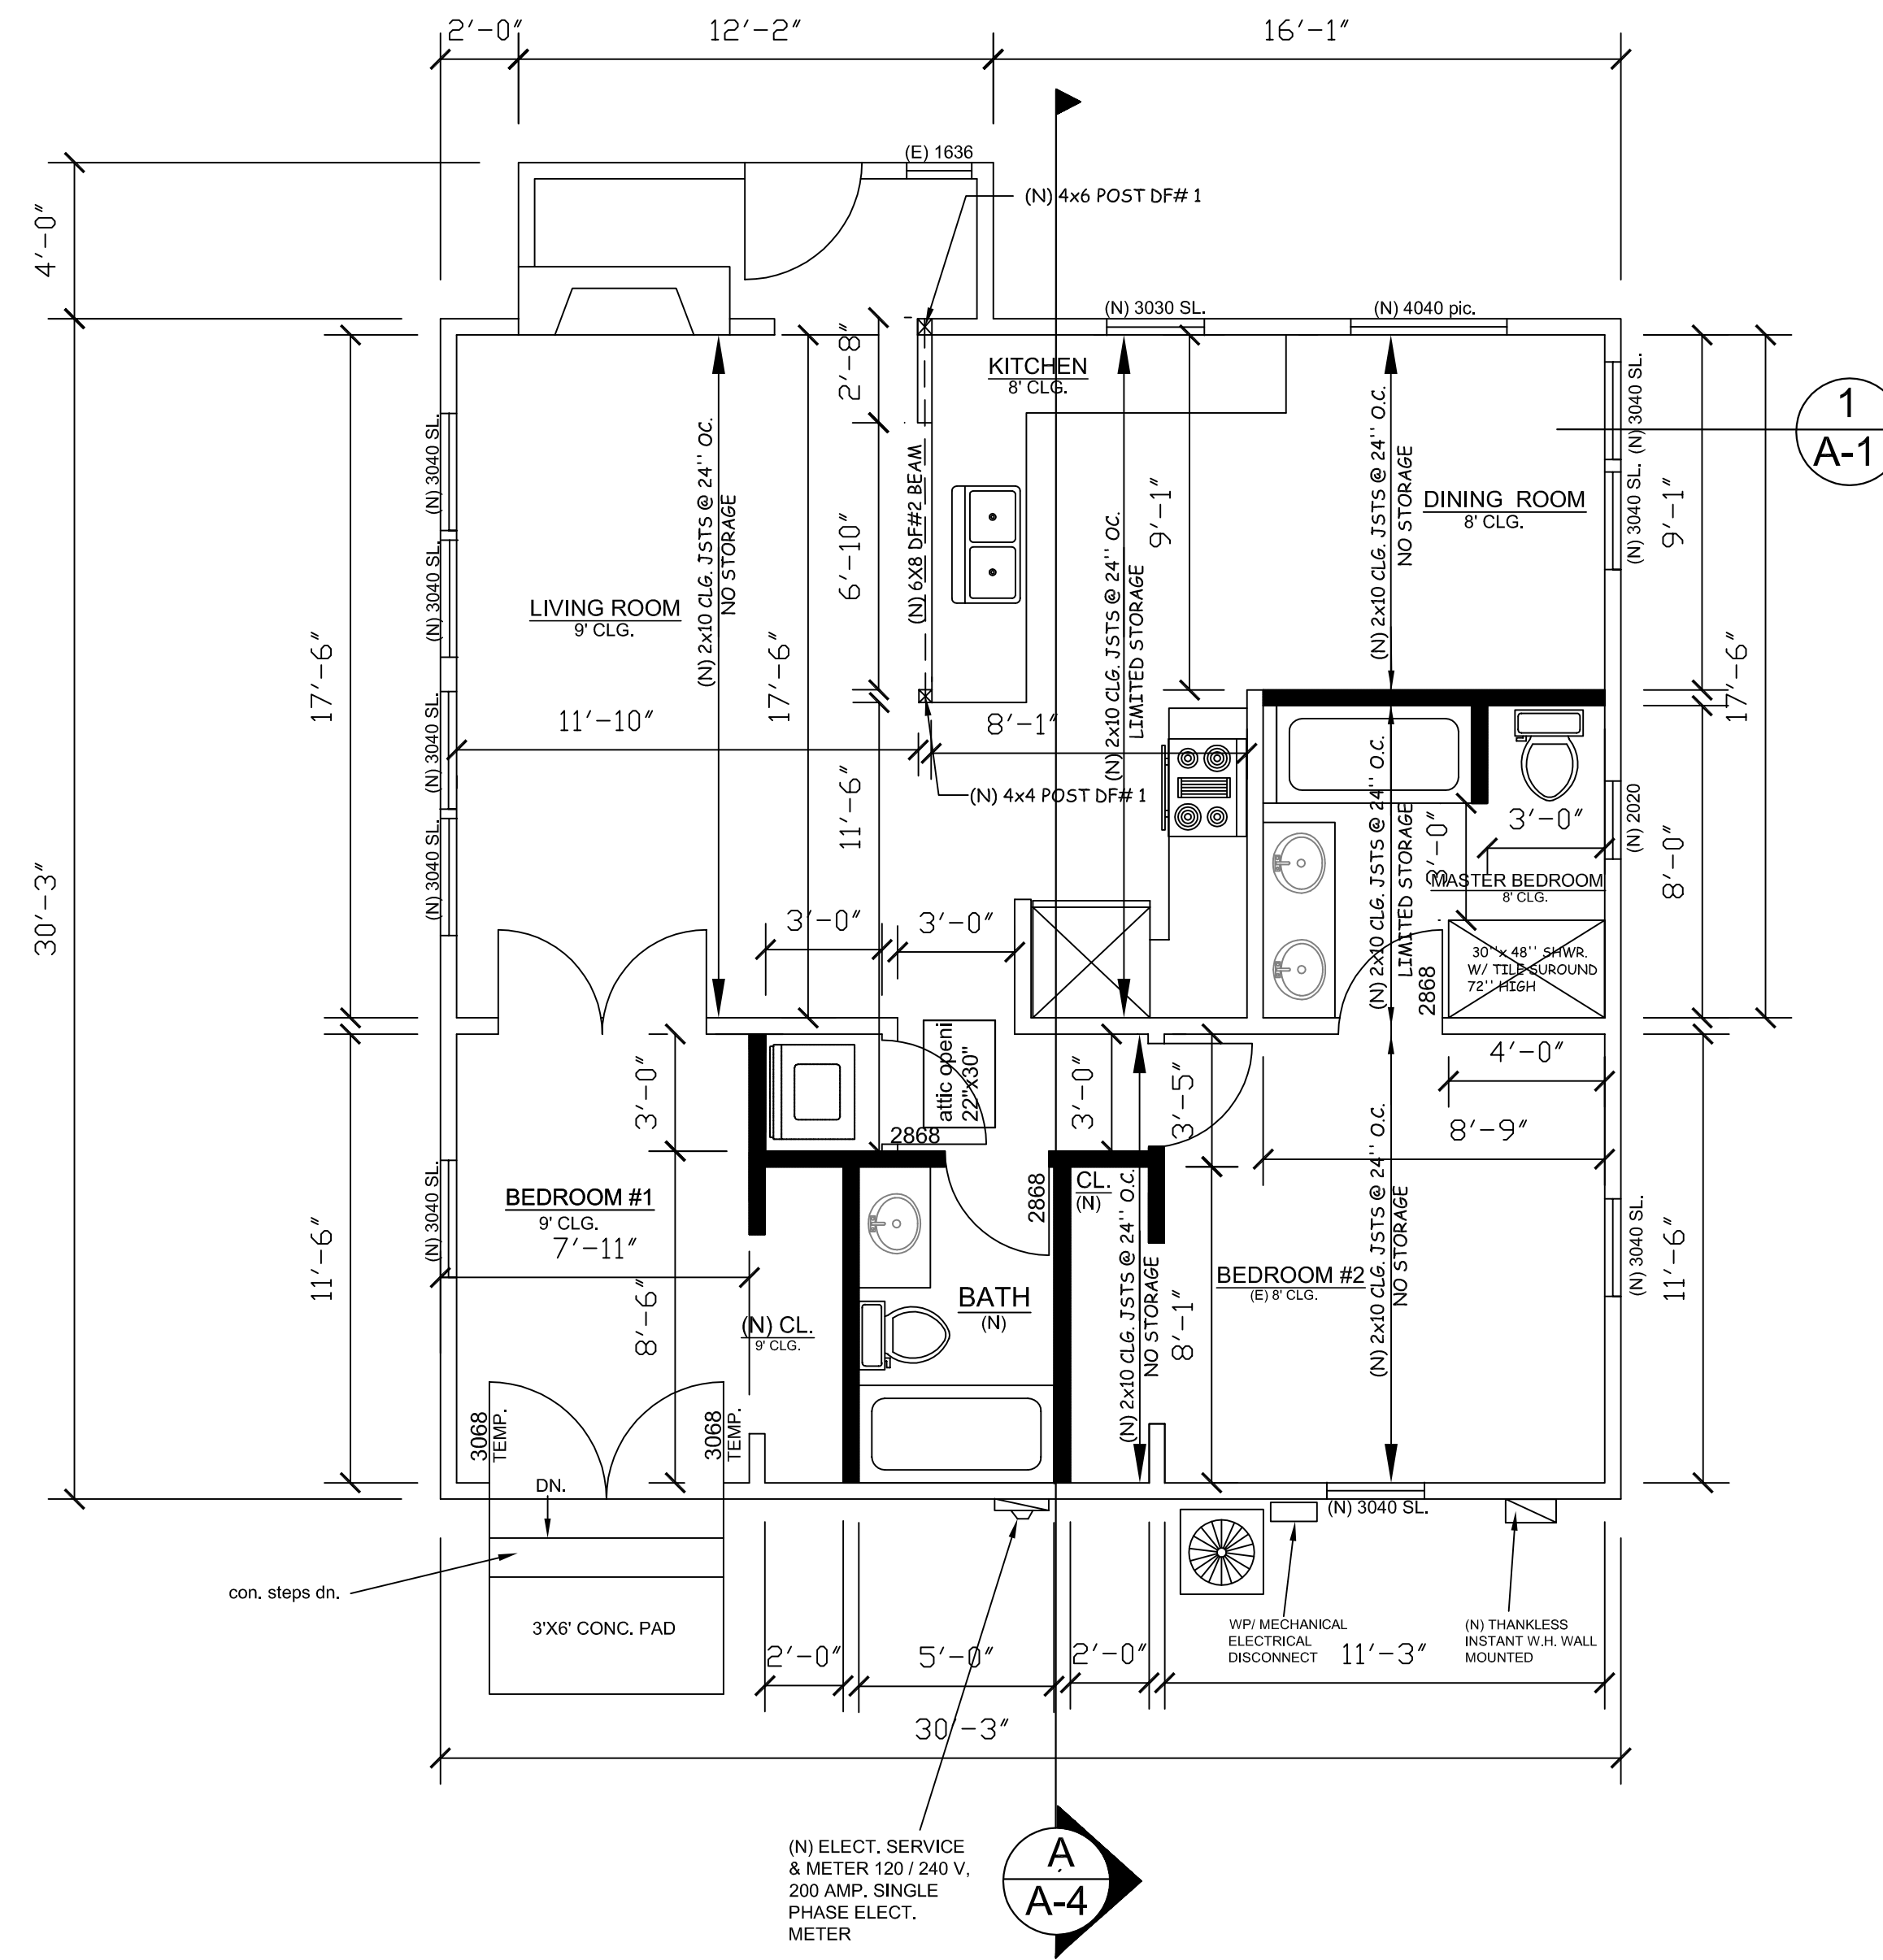 2'-0"
12'-2"
16'-1"
(E) 1636
(N) 4x6 POST DF# 1
4'-0"
(N) 3030 SL.
(N) 4040 pic.
KITCHEN
8' CLG.
2'-8"
(N) 3040 SL.
(N) 3040 SL.
1
A-1
(N) 3040 SL.
(N) 2x10 CLG. JSTS @ 24'' OC.
NO STORAGE
(N) 6X8 DF#2 BEAM
6'-10"
9'-1"
(N) 2x10 CLG. JSTS @ 24'' O.C.
NO STORAGE
DINING ROOM
8' CLG.
9'-1"
(N) 3040 SL.
LIVING ROOM
9' CLG.
(N) 2x10 CLG. JSTS @ 24'' OC.
LIMITED STORAGE
17'-6"
17'-6"
17'-6"
11'-10"
8'-1"
(N) 3040 SL.
(N) 4x4 POST DF# 1
11'-6"
(N) 2x10 CLG. JSTS @ 24'' O.C.
LIMITED STORAGE
3'-0"
3'-0"
(N) 2020
8'-0"
MASTER BEDROOM
8' CLG.
(N) 3040 SL.
30'-3"
3'-0"
3'-0"
30''x 48'' SHWR.
W/ TILE SUROUND
72'' HIGH
2868
attic openi
22"x30"
3'-0"
3'-0"
3'-5"
4'-0"
8'-9"
2868
2868
CL.
(N)
(N) 3040 SL.
BEDROOM #1
9' CLG.
7'-11"
11'-6"
8'-6"
(N) CL.
9' CLG.
BATH
(N)
(N) 2x10 CLG. JSTS @ 24'' O.C.
NO STORAGE
8'-1"
BEDROOM #2
(E) 8' CLG.
(N) 2x10 CLG. JSTS @ 24'' O.C.
NO STORAGE
(N) 3040 SL.
11'-6"
3068
TEMP.
3068
TEMP.
DN.
(N) 3040 SL.
con. steps dn.
3'X6' CONC. PAD
2'-0"
5'-0"
2'-0"
WP/ MECHANICAL
ELECTRICAL
DISCONNECT
11'-3"
(N) THANKLESS
INSTANT W.H. WALL
MOUNTED
30'-3"
(N) ELECT. SERVICE
& METER 120 / 240 V,
200 AMP. SINGLE
PHASE ELECT.
METER
A
A-4